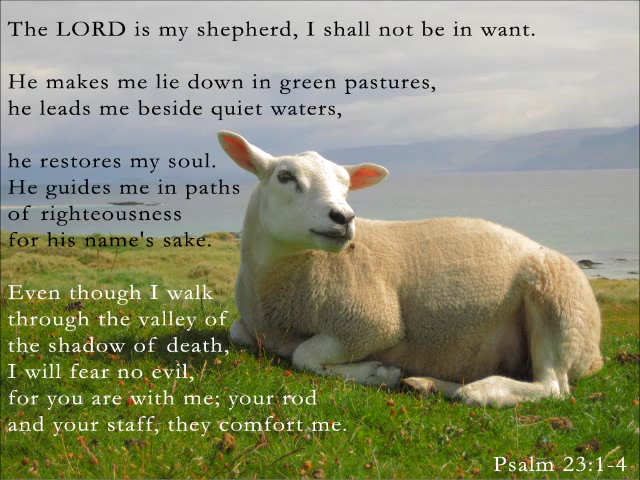 The LORD is my shepherd, I shall not be in want.
He makes me lie down in green pastures,
he leads me beside quiet waters,
he restores my soul.
He guides me in paths
of righteousness
for his name's sake.
Even though I walk
through the valley of
the shadow of death,
I will fear no evil,
for you are with me; your rod
and your staff, they comfort me.
Psalm 23:1-4